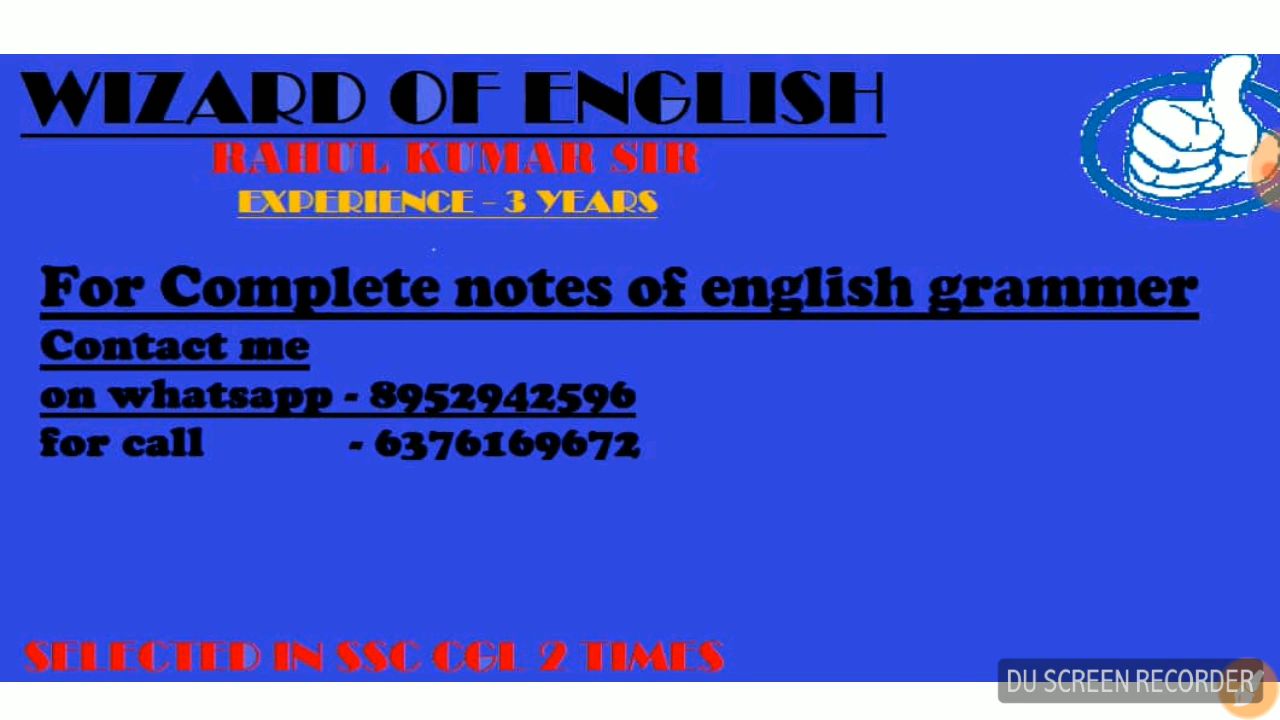 WIZARD OF ENGLISH
RAHUL KUMAR SIR
EXPERIENCE - 3 YEARS
For Complete notes of english grammer
Contact me
on whatsapp - 8952942596
for call - 6376169672
SELECTED IN SSC CGL 2 TIMES
DU SCREEN RECORDER